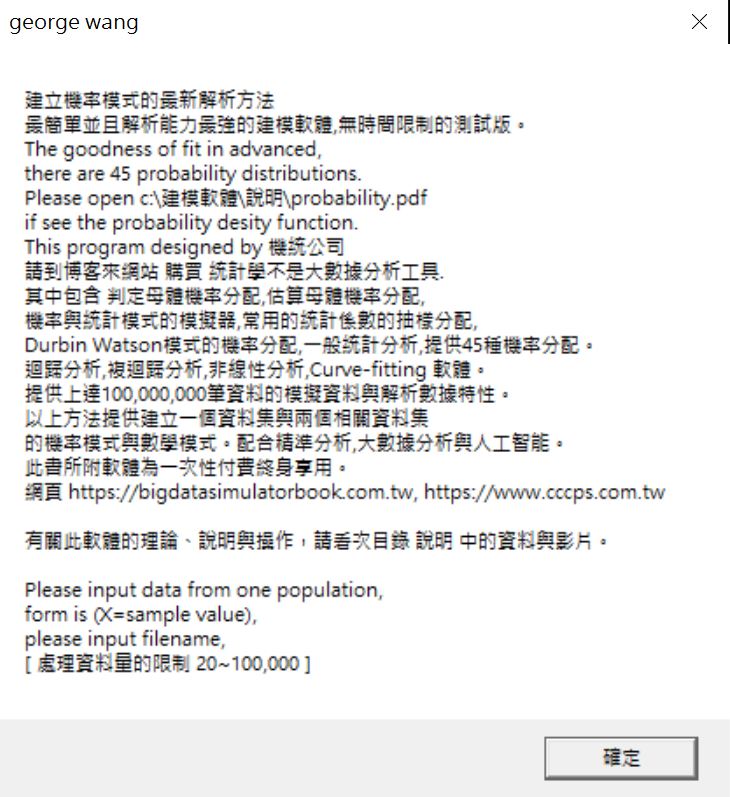 george wang
建立機率模式的最新解析方法
最簡單並且解析能力最強的建模軟體,無時間限制的測試版。
The goodness of fit in advanced,
there are 45 probability distributions.
Please open c:\建模軟體\說明\probability.pdf
if see the probability desity function.
This program designed by 機統公司
請到博客來網站 購買 統計學不是大數據分析工具.
其中包含 判定母體機率分配,估算母體機率分配,
機率與統計模式的模擬器,常用的統計係數的抽樣分配,
Durbin Watson模式的機率分配,一般統計分析,提供45種機率分配。
迴歸分析,複迴歸分析,非線性分析,Curve-fitting 軟體。
提供上達100,000,000筆資料的模擬資料與解析數據特性。
以上方法提供建立一個資料集與兩個相關資料集
的機率模式與數學模式。配合精準分析,大數據分析與人工智能。
此書所附軟體為一次性付費終身享用。
網頁 https://bigdatasimulatorbook.com.tw, https://www.cccps.com.tw
有關此軟體的理論、說明與操作，請看次目錄 說明 中的資料與影片。
Please input data from one population,
form is (X=sample value),
please input filename,
[ 處理資料量的限制 20~100,000 ]
確定